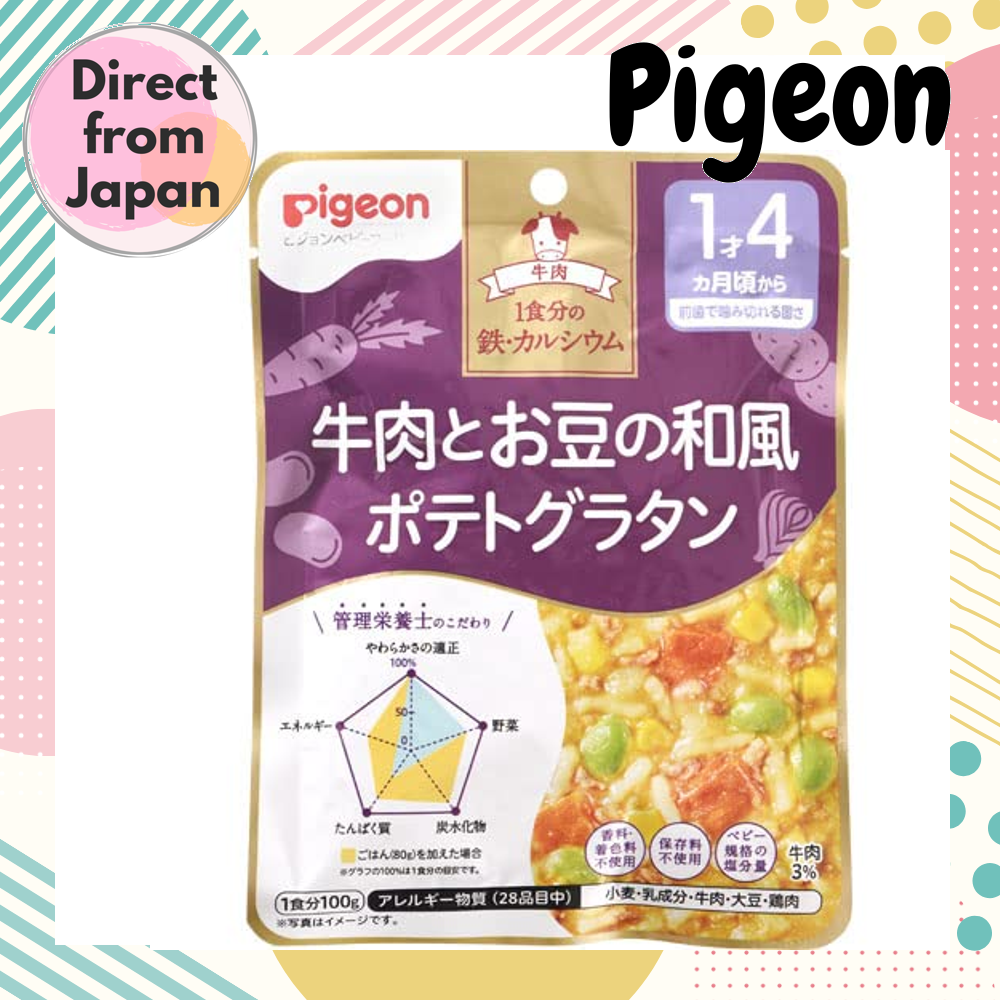 Direct
from
Japan
Pigeon
Pigeon
牛肉
1食分の
鉄・カルシウム
1才4
ヵ月頃から
前歯で噛み切れる固さ
牛肉とお豆の和風
ポテトグラタン
管理栄養士のこだわり
やわらかさの適正
100%
50
0
エネルギー
野菜
たんぱく質
炭水化物
ごはん(80g)を加えた場合
※グラフの100%は1食分の目安です。
香料・
着色料
不使用
保存料
不使用
ベビー
規格の
塩分量
牛肉
3%
1食分100g
アレルギー物質(28品目中)
小麦・乳成分・牛肉・大豆・鶏肉
※写真はイメージです。